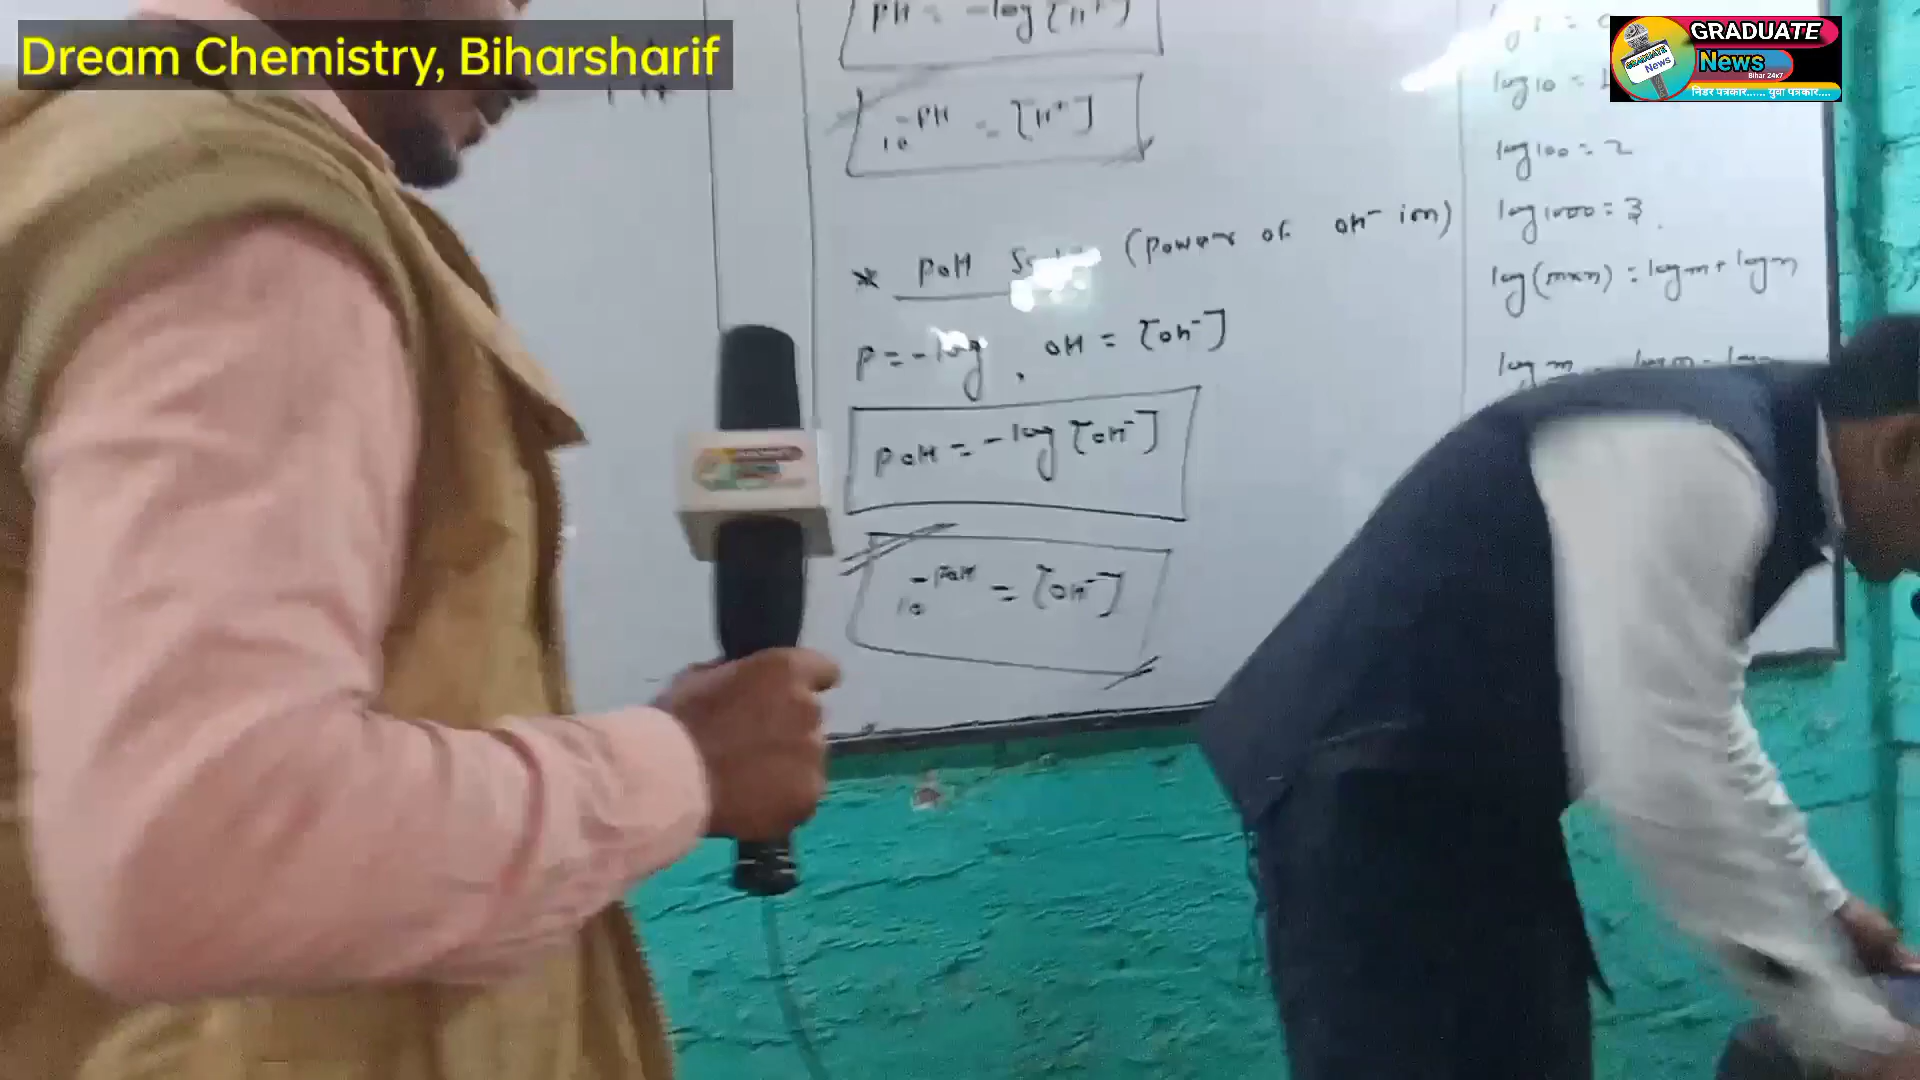 Dream Chemistry, Biharsharif
GRADUATE
News
Bihar 24x7
निडर पत्रकार...... युवा पत्रकार....
GRADUATE
News
PH = -log [H+]
10^-PH = [H+]
* POH (Power of OH- ion)
P = -log, OH = [OH-]
POH = -log [OH-]
10^-POH = [OH-]
log 10 = 1
log 100 = 2
log 1000 = 3.
log (m×n) = log m + log n